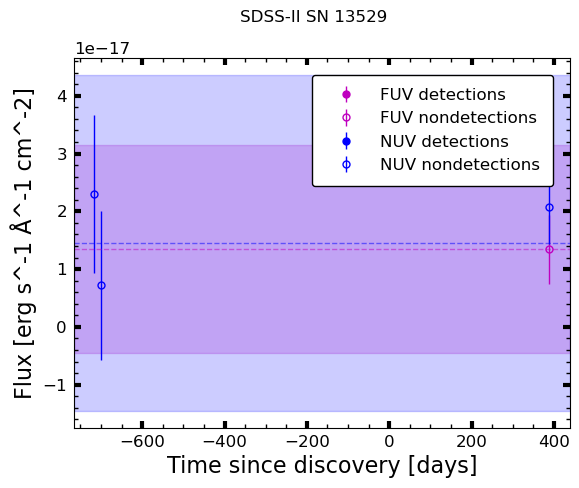 SDSS-II SN 13529
1e−17
FUV detections
FUV nondetections
NUV detections
NUV nondetections
4
3
2
1
0
−1
Flux [erg s^-1 Å^-1 cm^-2]
−600 −400 −200 0 200 400
Time since discovery [days]